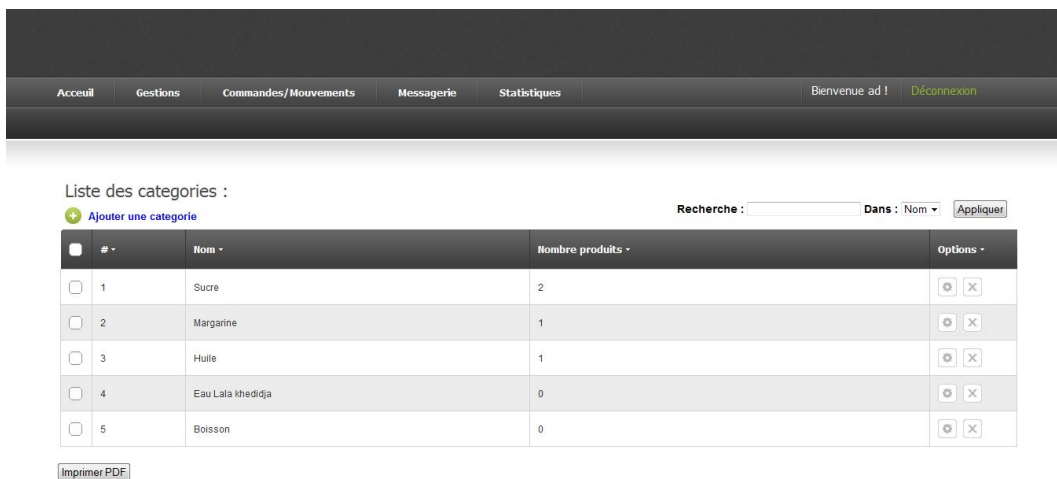 Acceuil Gestions Commandes/Mouvements Messagerie Statistiques Bienvenue ad ! Déconnexion
Liste des categories :
Ajouter une categorie Recherche : Dans : Nom Appliquer
# Nom Nombre produits Options
1 Sucre 2
2 Margarine 1
3 Huile 1
4 Eau Lala khedidja 0
5 Boisson 0
Imprimer PDF